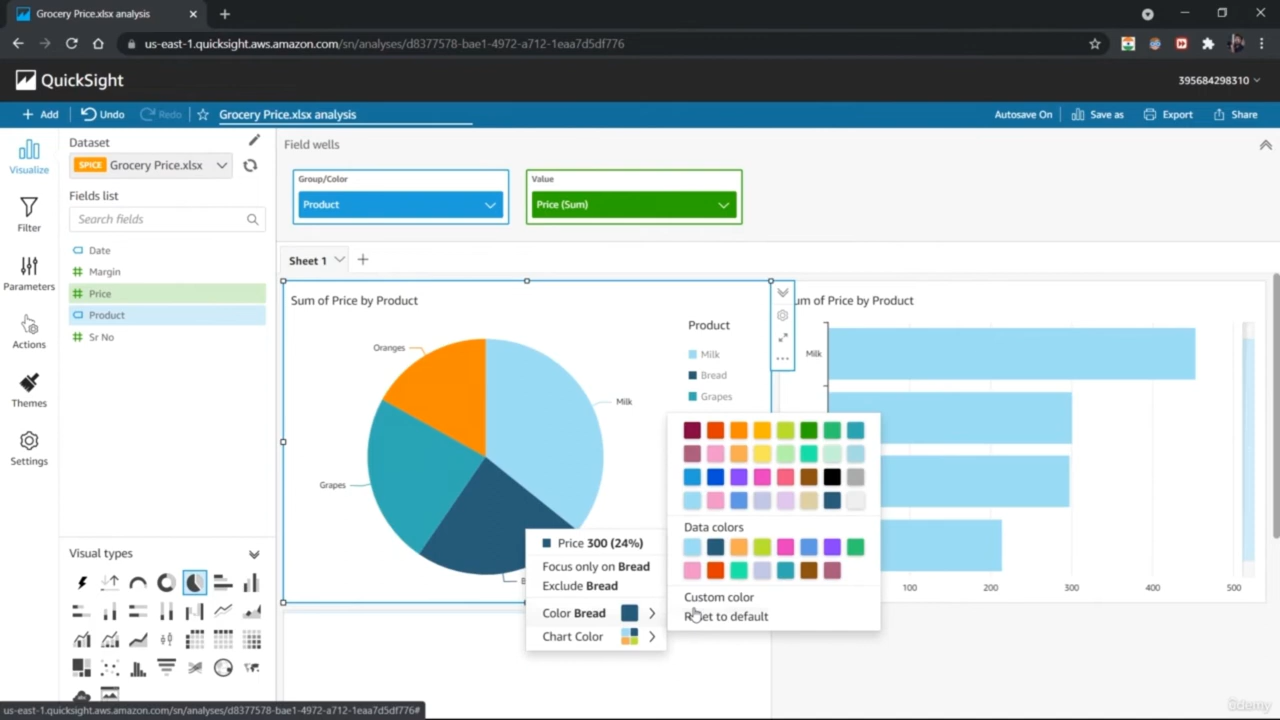 Grocery Price.xlsx analysis
us-east-1.quicksight.aws.amazon.com/sn/analyses/d8377578-bae1-4972-a712-1eaa7d5df776
QuickSight
395684298310
Add
Undo
Redo
Grocery Price.xlsx analysis
Autosave On
Save as
Export
Share
Visualize
Filter
Parameters
Actions
Themes
Settings
Dataset
SPICE Grocery Price.xlsx
Fields list
Search fields
Date
Margin
Price
Product
Sr No
Visual types
Field wells
Group/Color
Product
Value
Price (Sum)
Sheet 1
Sum of Price by Product
Oranges
Milk
Grapes
Product
Milk
Bread
Grapes
um of Price by Product
Milk
100
200
300
400
500
Price 300 (24%)
Focus only on Bread
Exclude Bread
Color Bread
Chart Color
Data colors
Custom color
Reset to default
us-east-1.quicksight.aws.amazon.com/sn/analyses/d8377578-bae1-4972-a712-1eaa7d5df776#
ûdemy